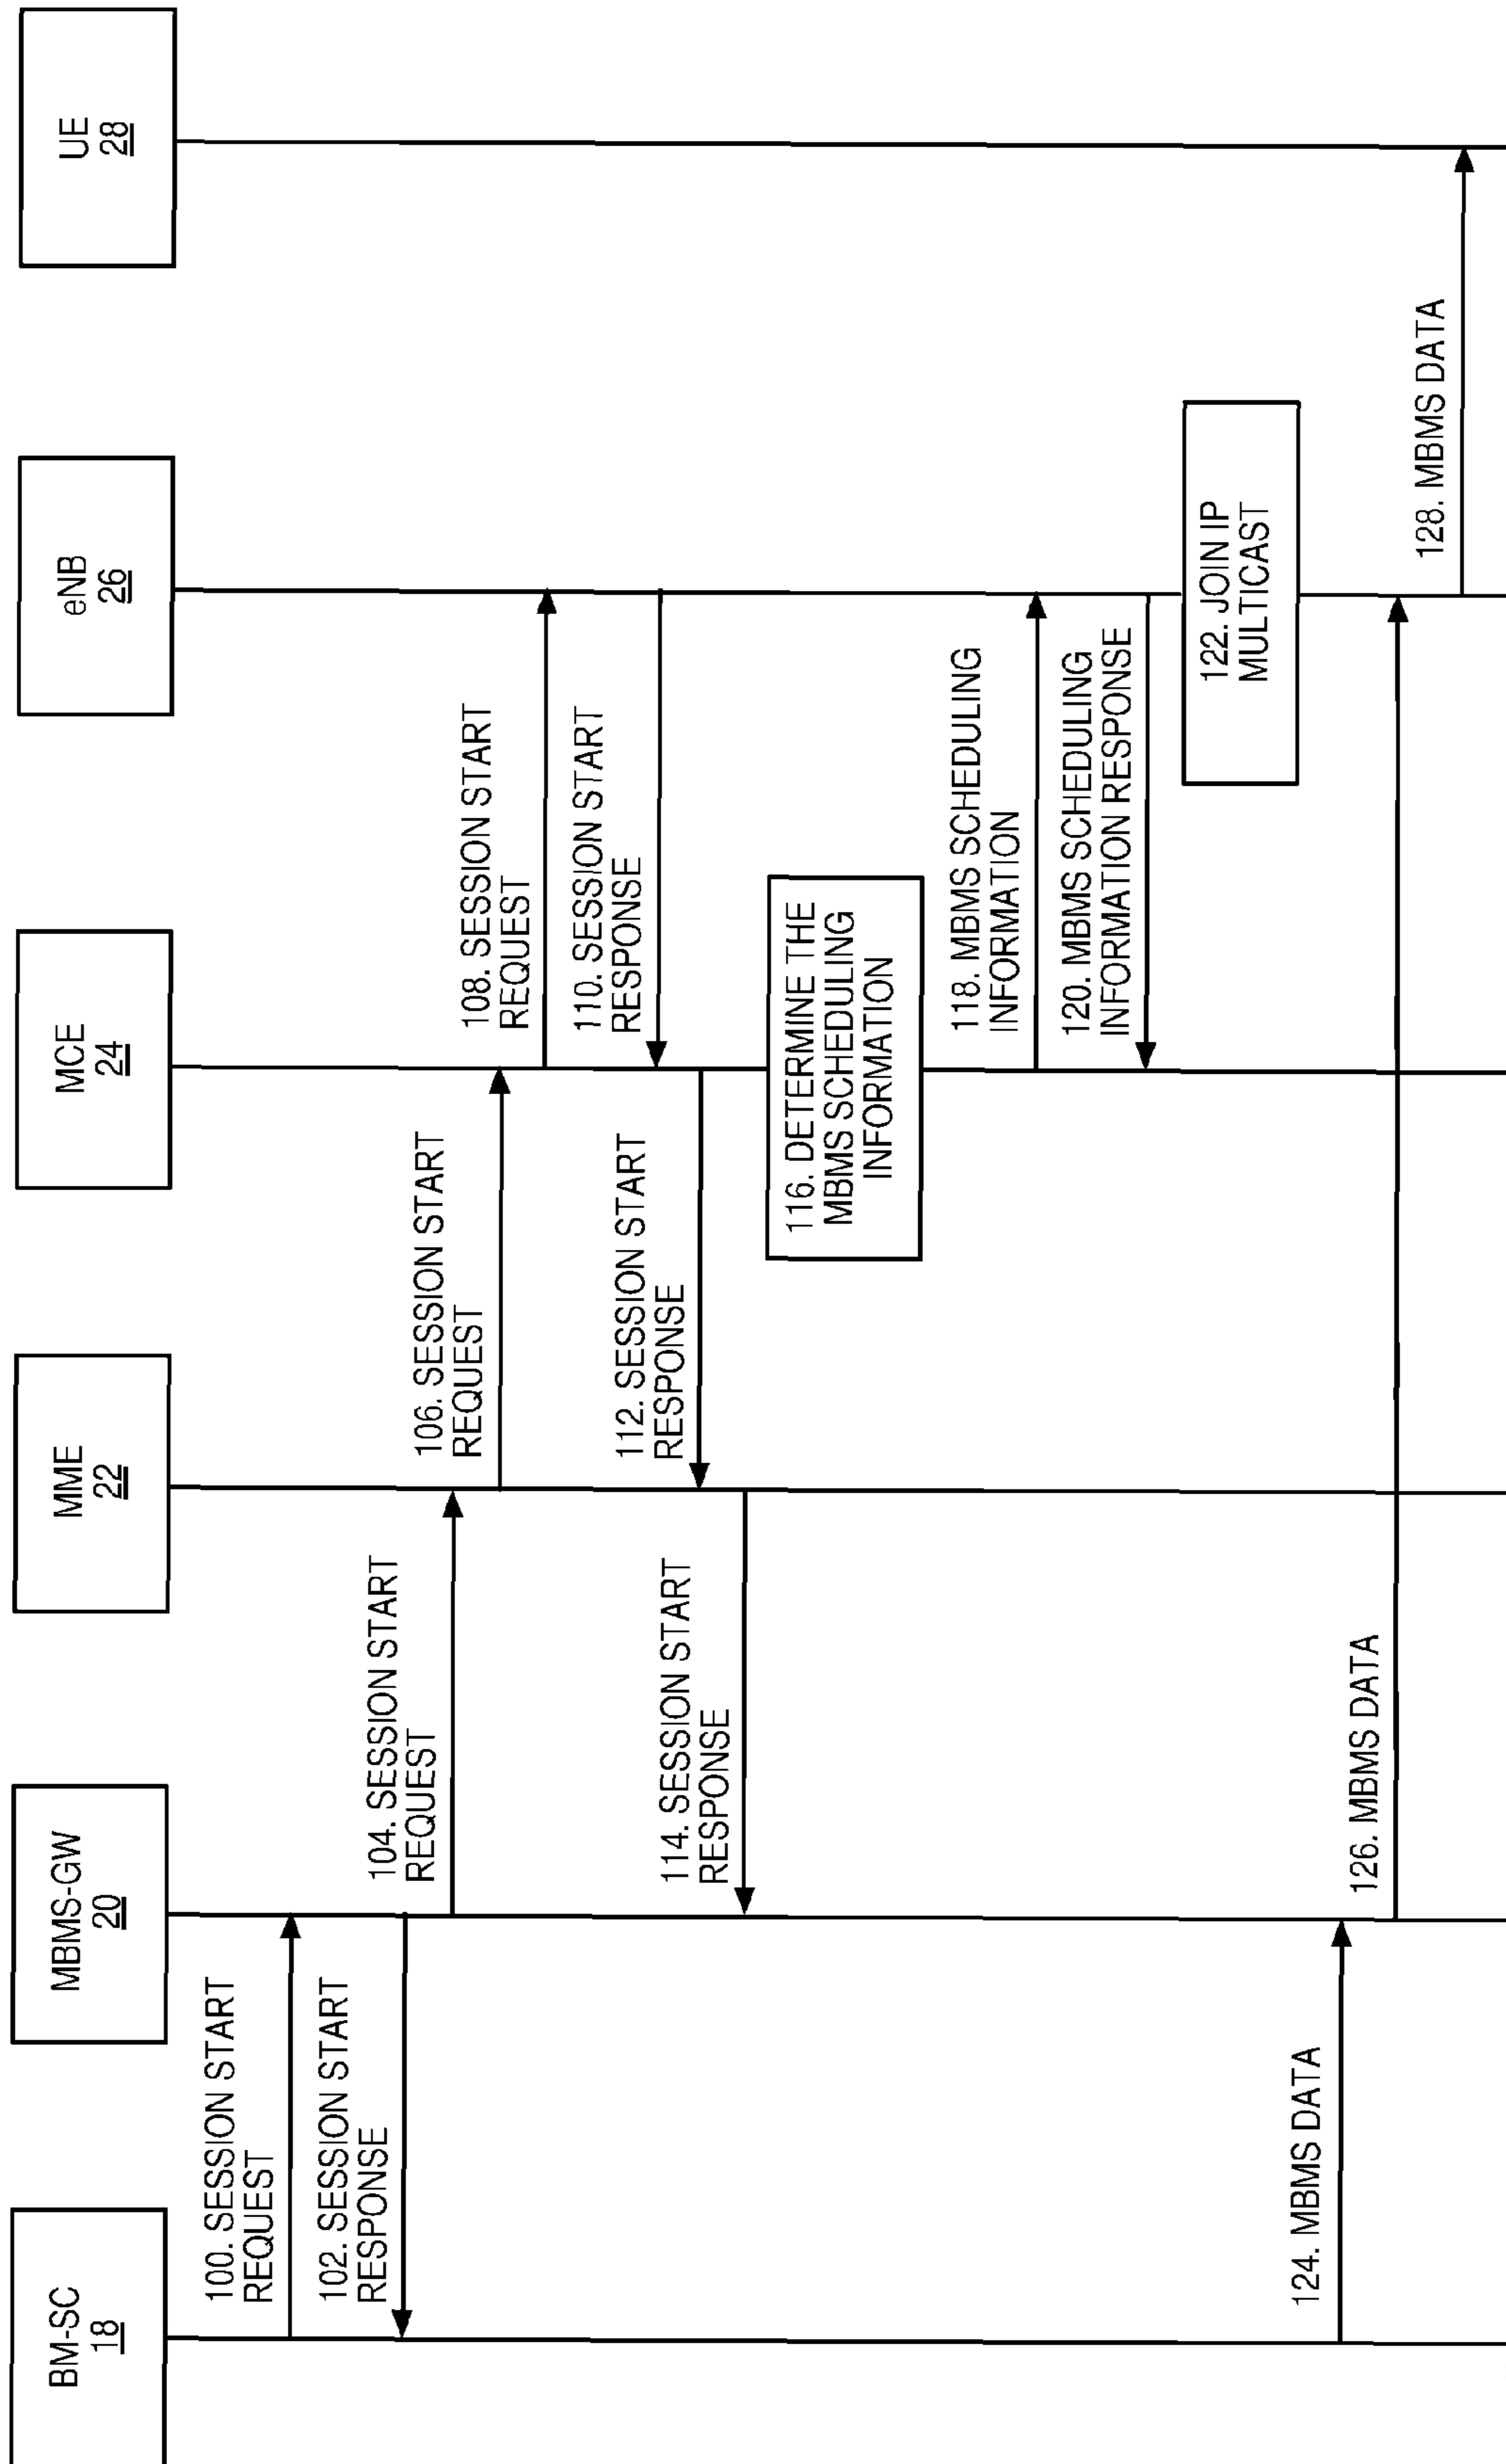 BM-SC
18
MBMS-GW
20
MME
22
MCE
24
eNB
26
UE
28
100. SESSION START
REQUEST
102. SESSION START
RESPONSE
104. SESSION START
REQUEST
106. SESSION START
REQUEST
108. SESSION START
REQUEST
110. SESSION START
RESPONSE
112. SESSION START
RESPONSE
114. SESSION START
RESPONSE
116. DETERMINE THE
MBMS SCHEDULING
INFORMATION
118. MBMS SCHEDULING
INFORMATION
120. MBMS SCHEDULING
INFORMATION RESPONSE
122. JOIN IP
MULTICAST
124. MBMS DATA
126. MBMS DATA
128. MBMS DATA